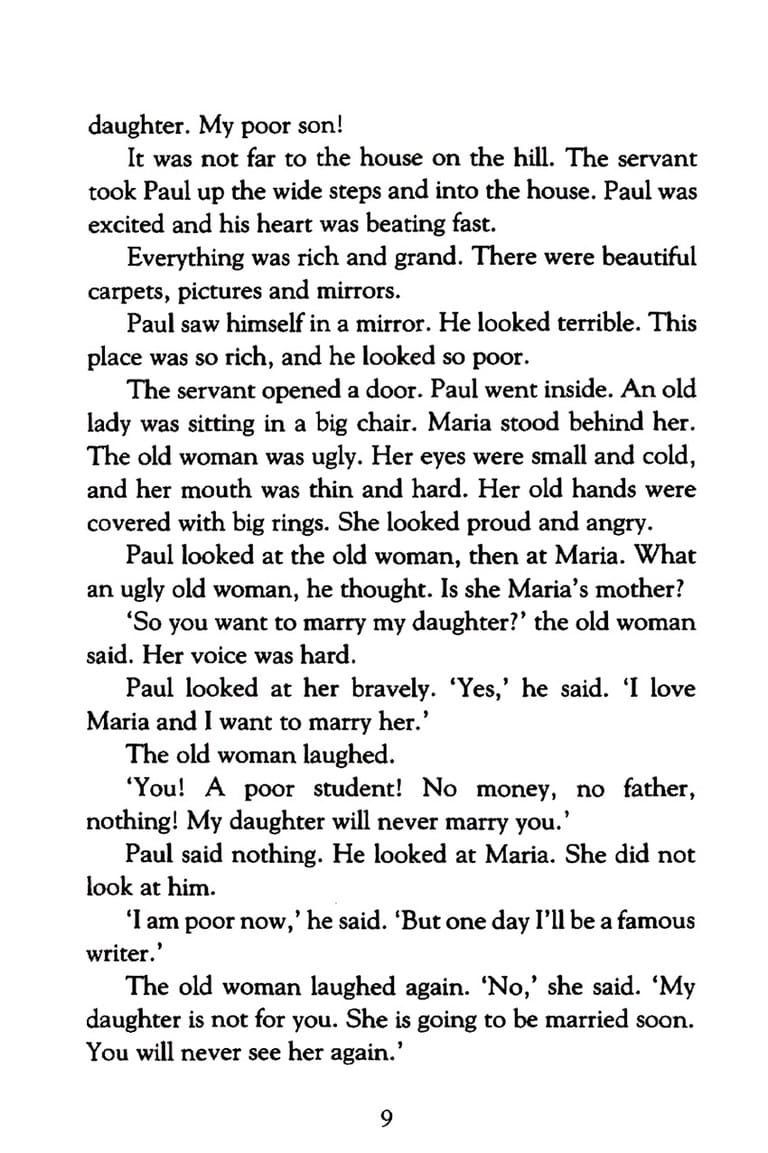 daughter. My poor son!
It was not far to the house on the hill. The servant
took Paul up the wide steps and into the house. Paul was
excited and his heart was beating fast.
Everything was rich and grand. There were beautiful
carpets, pictures and mirrors.
Paul saw himself in a mirror. He looked terrible. This
place was so rich, and he looked so poor.
The servant opened a door. Paul went inside. An old
lady was sitting in a big chair. Maria stood behind her.
The old woman was ugly. Her eyes were small and cold,
and her mouth was thin and hard. Her old hands were
covered with big rings. She looked proud and angry.
Paul looked at the old woman, then at Maria. What
an ugly old woman, he thought. Is she Maria's mother?
‘So you want to marry my daughter?’ the old woman
said. Her voice was hard.
Paul looked at her bravely. ‘Yes,’ he said. ‘I love
Maria and I want to marry her.’
The old woman laughed.
‘You! A poor student! No money, no father,
nothing! My daughter will never marry you.’
Paul said nothing. He looked at Maria. She did not
look at him.
‘I am poor now,’ he said. ‘But one day I’ll be a famous
writer.’
The old woman laughed again. ‘No,’ she said. ‘My
daughter is not for you. She is going to be married soon.
You will never see her again.’
9